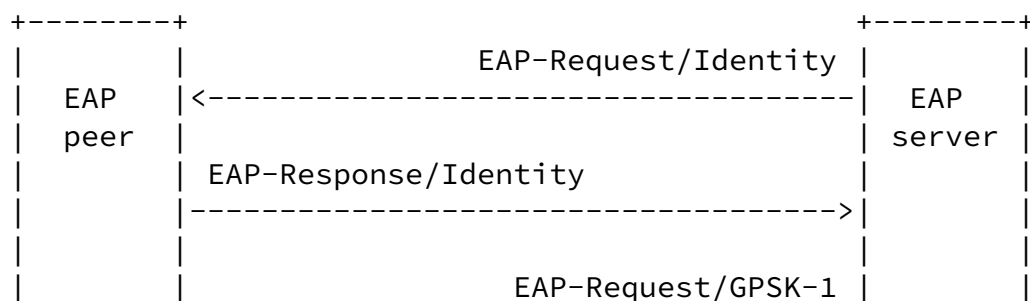 +--------+                                     +--------+
|        |                EAP-Request/Identity |        |
|  EAP   |<------------------------------------|  EAP   |
|  peer  |                                     | server |
|        | EAP-Response/Identity               |        |
|        |------------------------------------>|        |
|        |                                     |        |
|        |                  EAP-Request/GPSK-1 |        |